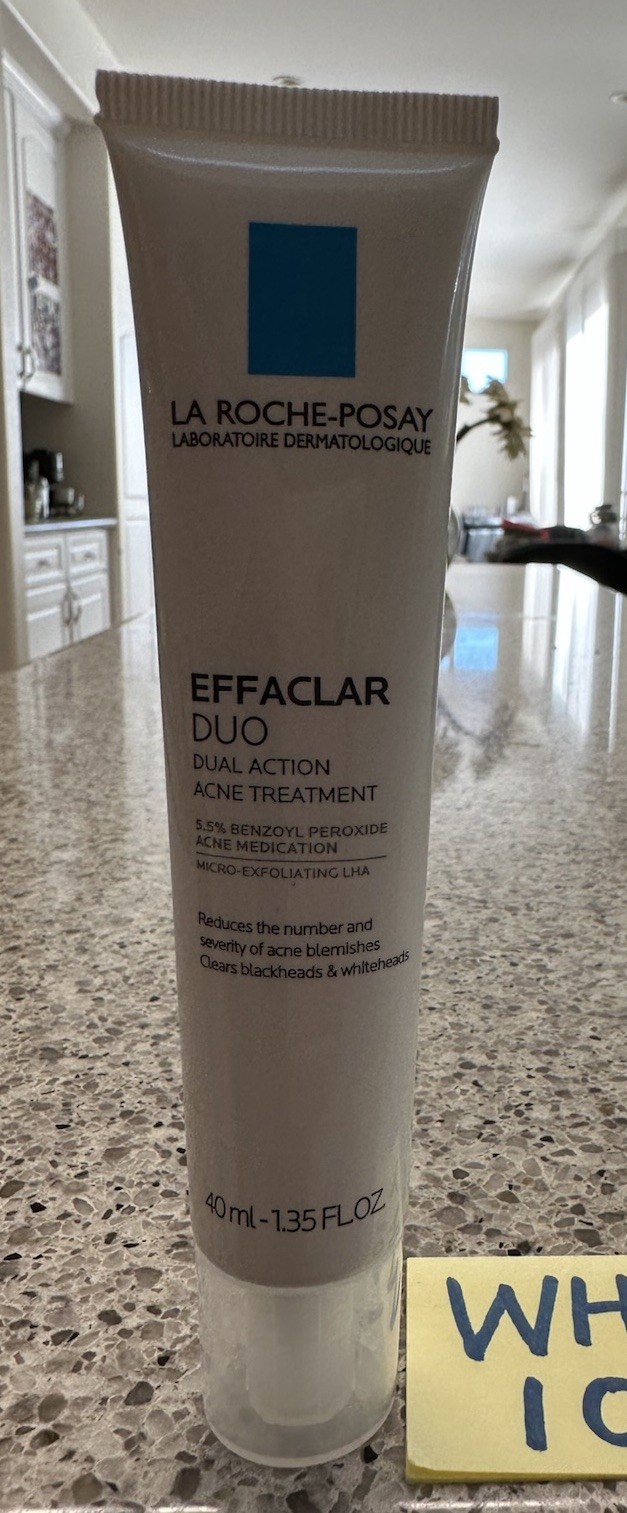 LA ROCHE-POSAY
LABORATOIRE DERMATOLOGIQUE
EFFACLAR
DUO
DUAL ACTION
ACNE TREATMENT
5.5% BENZOYL PEROXIDE
ACNE MEDICATION
MICRO-EXFOLIATING LHA
Reduces the number and
severity of acne blemishes
Clears blackheads & whiteheads
40 ml - 1.35 FL OZ